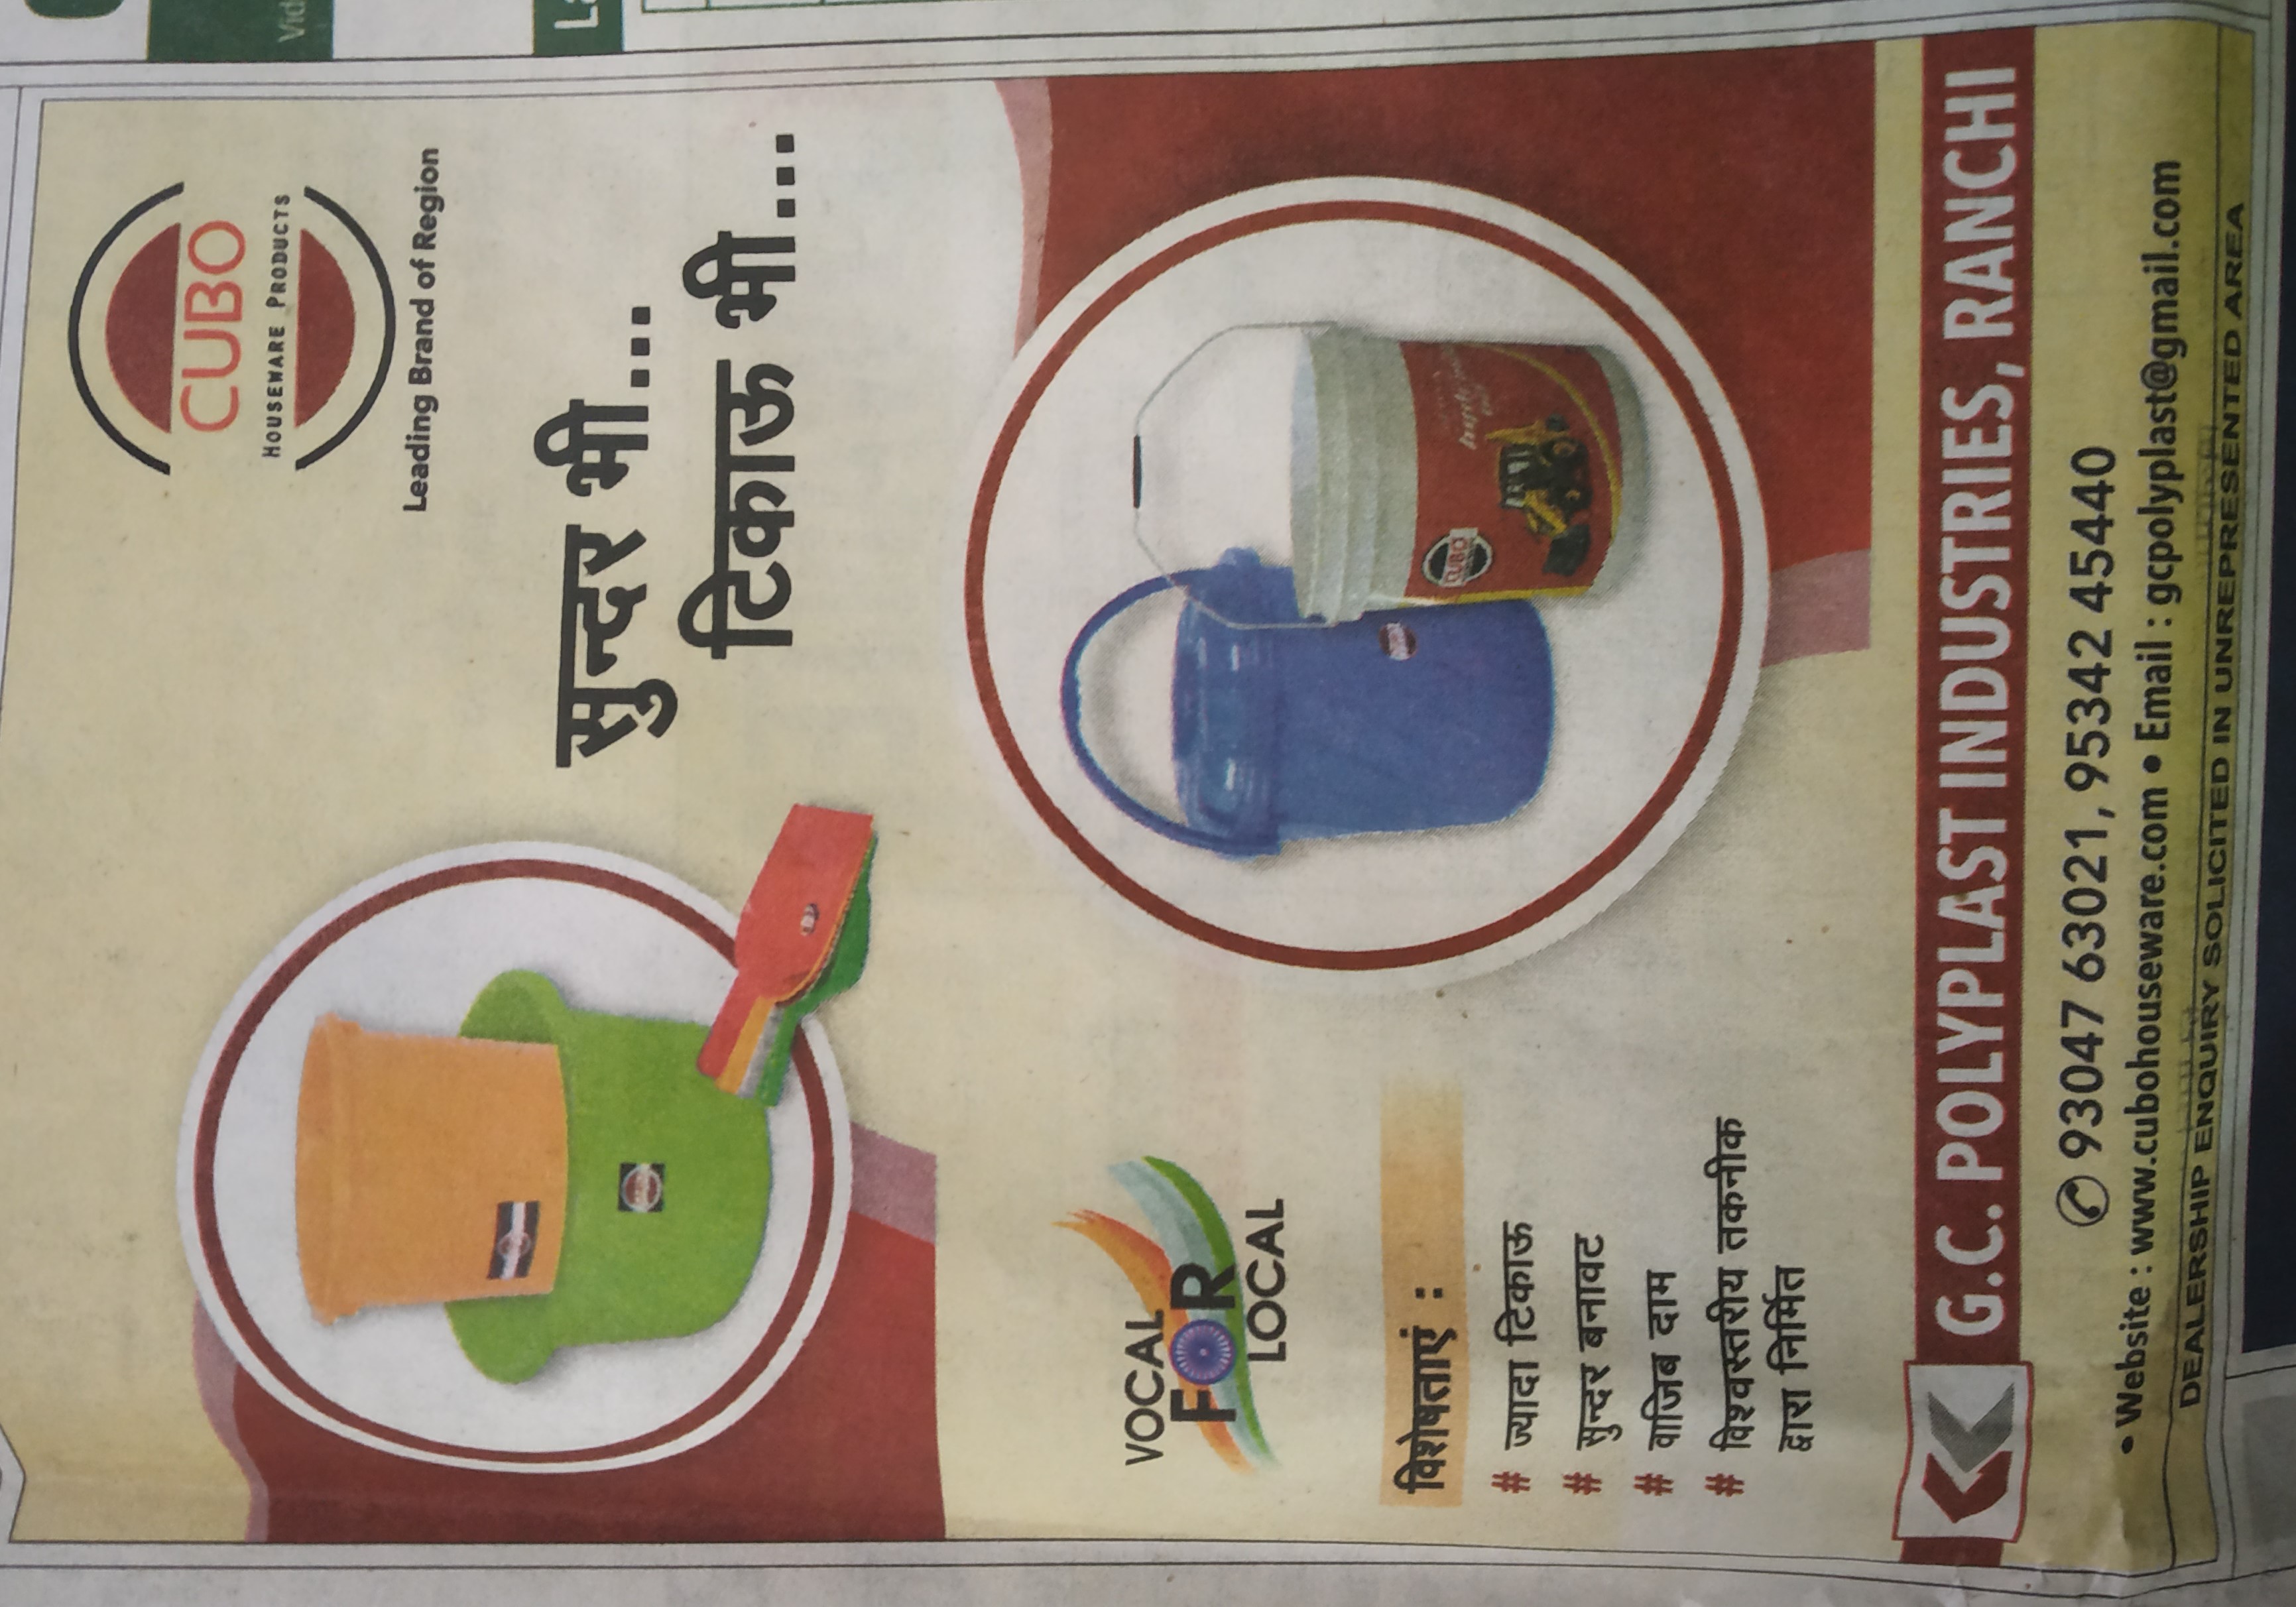 CUBO
HOUSEWARE PRODUCTS
Leading Brand of Region
सुन्दर भी...
टिकाऊ भी...
CUBO
VOCAL
FOR
LOCAL
विशेषताएं :
# ज्यादा टिकाऊ
# सुन्दर बनावट
# वाजिब दाम
# विश्वस्तरीय तकनीक
द्वारा निर्मित
G.C. POLYPLAST INDUSTRIES, RANCHI
✆ 93047 63021, 95342 45440
• Website : www.cubohouseware.com • Email : gcpolyplast@gmail.com
DEALERSHIP ENQUIRY SOLICITED IN UNREPRESENTED AREA